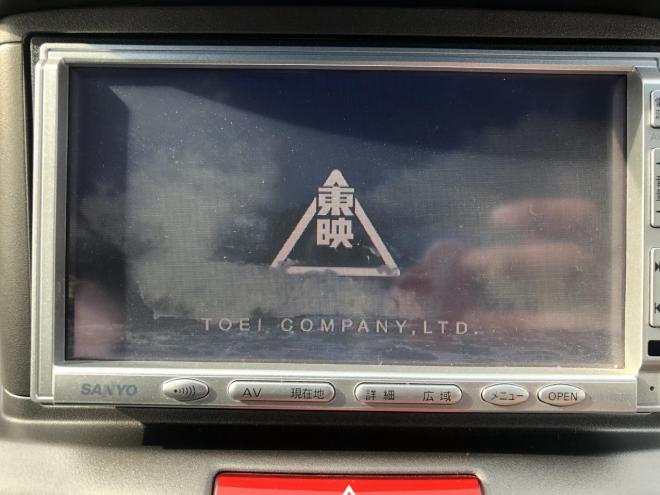 東映
TOEI COMPANY,LTD.
SANYO
AV 現在地
詳細 広域
メニュー
OPEN